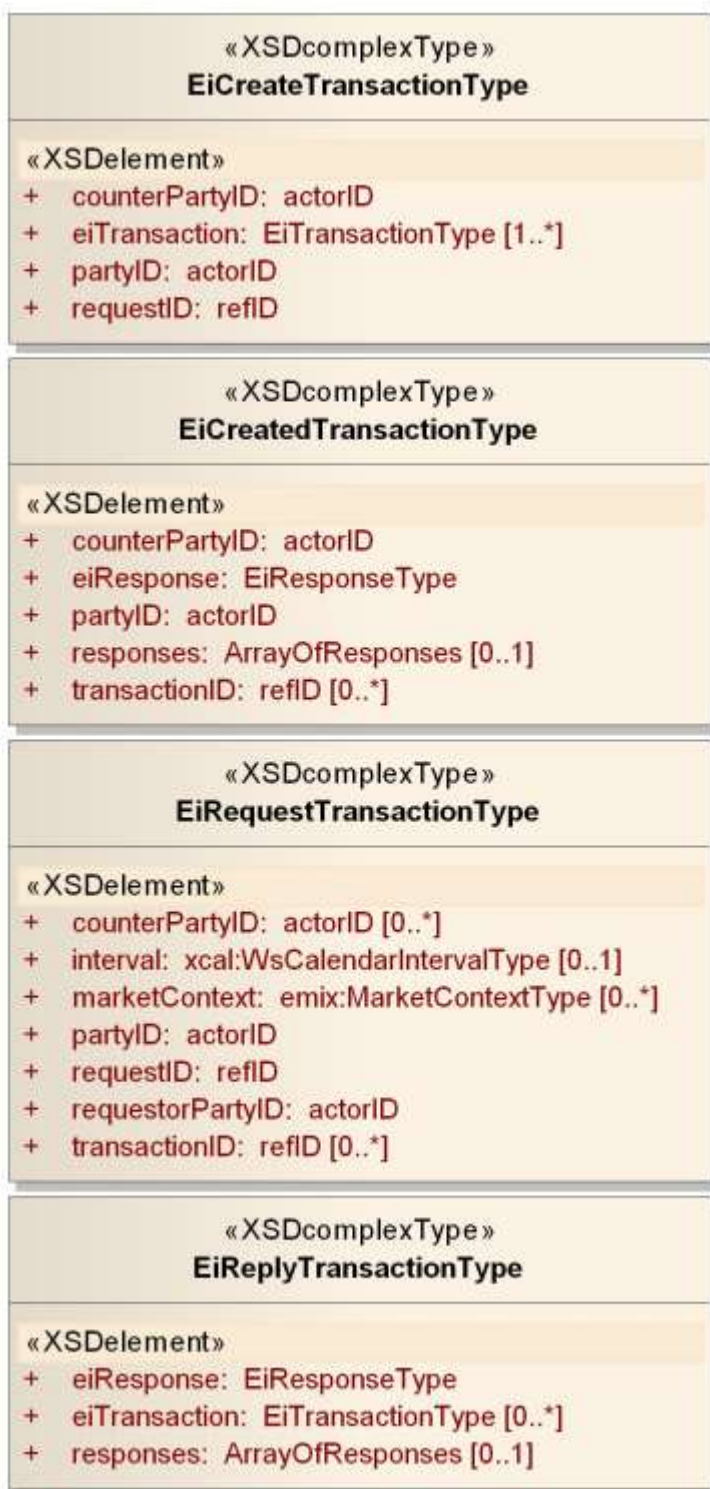 «XSDcomplexType»
EiCreateTransactionType
«XSDelement»
+ counterPartyID: actorID
+ eiTransaction: EiTransactionType [1..*]
+ partyID: actorID
+ requestID: refID
«XSDcomplexType»
EiCreatedTransactionType
«XSDelement»
+ counterPartyID: actorID
+ eiResponse: EiResponseType
+ partyID: actorID
+ responses: ArrayOfResponses [0..1]
+ transactionID: refID [0..*]
«XSDcomplexType»
EiRequestTransactionType
«XSDelement»
+ counterPartyID: actorID [0..*]
+ interval: xcal:WsCalendarIntervalType [0..1]
+ marketContext: emix:MarketContextType [0..*]
+ partyID: actorID
+ requestID: refID
+ requestorPartyID: actorID
+ transactionID: refID [0..*]
«XSDcomplexType»
EiReplyTransactionType
«XSDelement»
+ eiResponse: EiResponseType
+ eiTransaction: EiTransactionType [0..*]
+ responses: ArrayOfResponses [0..1]